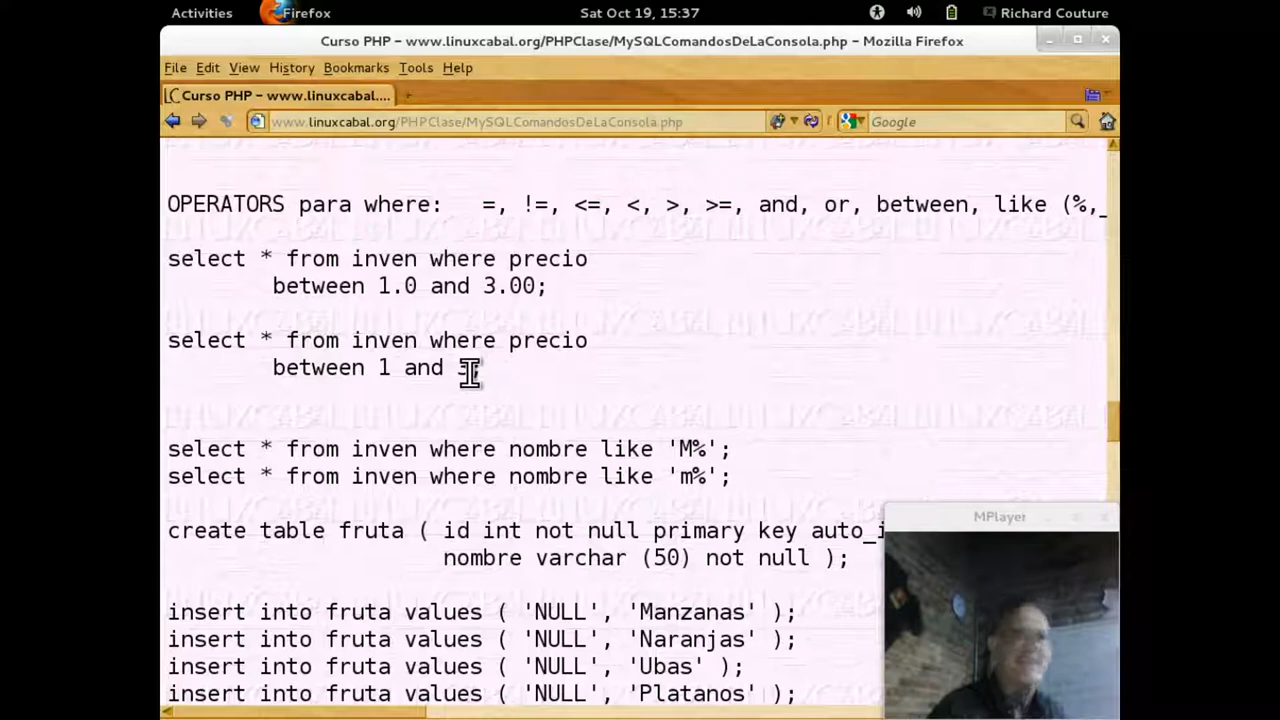 Activities Firefox Sat Oct 19, 15:37 Richard Couture
Curso PHP – www.linuxcabal.org/PHPClase/MySQLComandosDeLaConsola.php – Mozilla Firefox
File Edit View History Bookmarks Tools Help
Curso PHP – www.linuxcabal....
www.linuxcabal.org/PHPClase/MySQLComandosDeLaConsola.php Google
OPERATORS para where: =, !=, <=, <, >, >=, and, or, between, like (%,_
select * from inven where precio
between 1.0 and 3.00;
select * from inven where precio
between 1 and
select * from inven where nombre like 'M%';
select * from inven where nombre like 'm%';
MPlayer
create table fruta ( id int not null primary key auto_i
nombre varchar (50) not null );
insert into fruta values ( 'NULL', 'Manzanas' );
insert into fruta values ( 'NULL', 'Naranjas' );
insert into fruta values ( 'NULL', 'Ubas' );
insert into fruta values ( 'NULL', 'Platanos' );